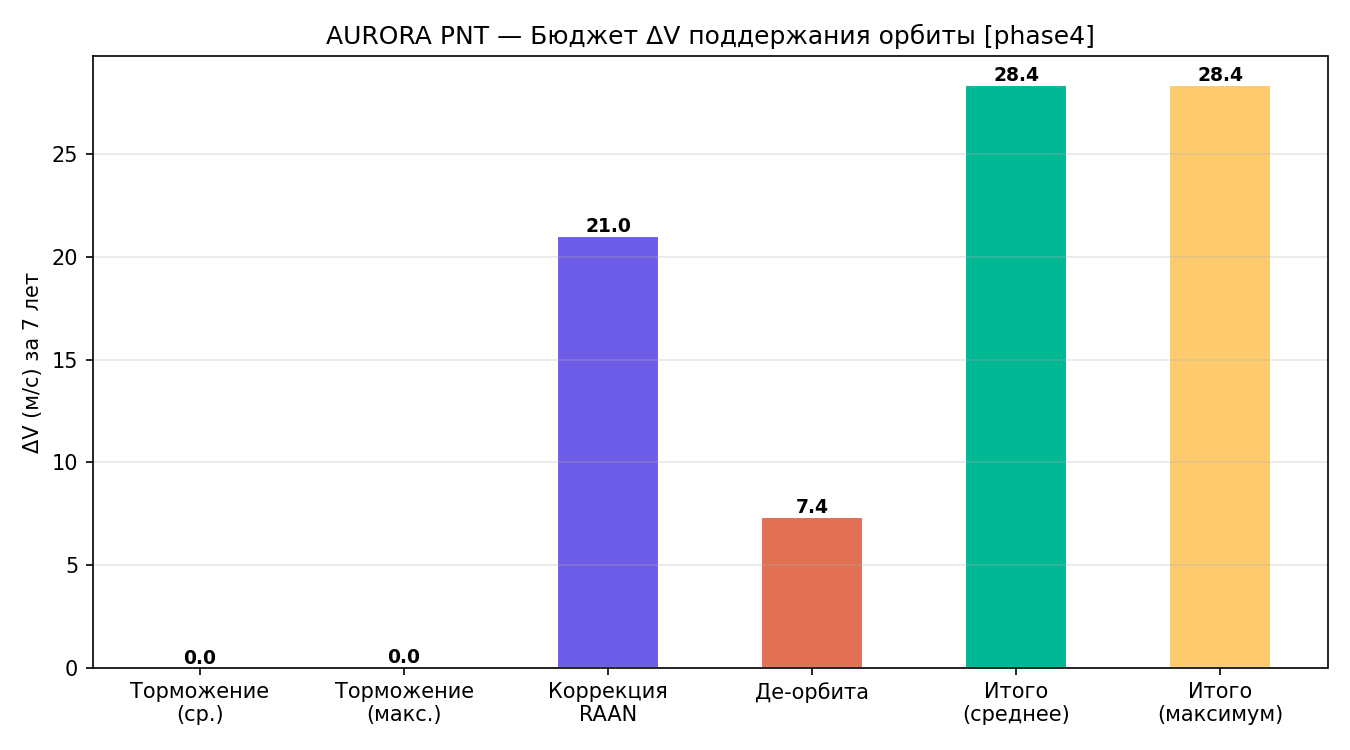 AURORA PNT — Бюджет ΔV поддержания орбиты [phase4]
ΔV (м/с) за 7 лет
25
20
15
10
5
0
0.0
0.0
21.0
7.4
28.4
28.4
Торможение
(ср.)
Торможение
(макс.)
Коррекция
RAAN
Де-орбита
Итого
(среднее)
Итого
(максимум)